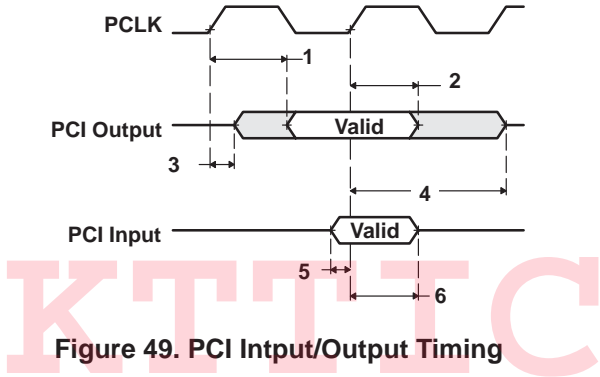 PCLK
1
2
PCI Output
Valid
3
4
PCI Input
Valid
5
6
KTTIC
Figure 49. PCI Intput/Output Timing